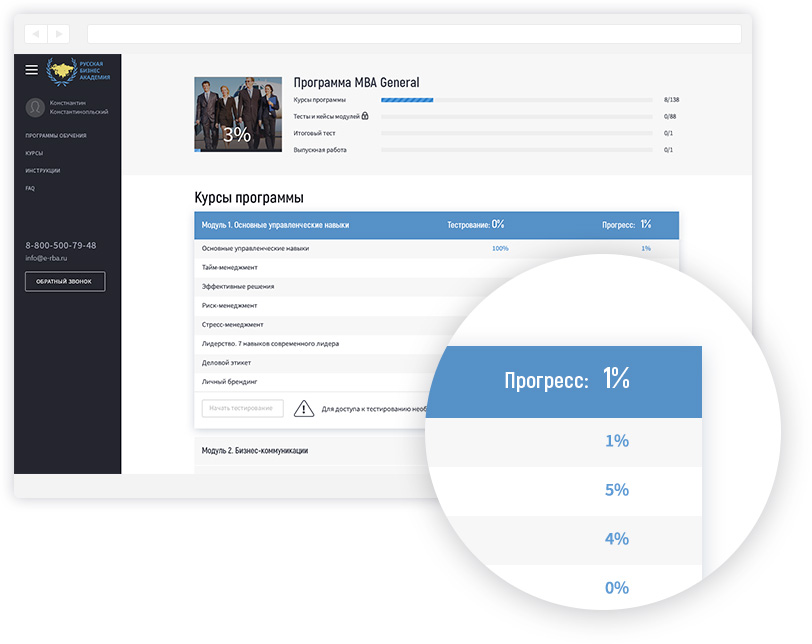 РУССКАЯ
БИЗНЕС
АКАДЕМИЯ
Константин
Константинопльский
ПРОГРАММЫ ОБУЧЕНИЯ
КУРСЫ
ИНСТРУКЦИИ
FAQ
8-800-500-79-48
info@e-rba.ru
ОБРАТНЫЙ ЗВОНОК
3%
Программа MBA General
Курсы программы 8/138
Тесты и кейсы модулей 0/88
Итоговый тест 0/1
Выпускная работа 0/1
Курсы программы
Модуль 1. Основные управленческие навыки Тестрование: 0% Прогресс: 1%
Основные управленческие навыки 100% 1%
Тайм-менеджмент
Эффективные решения
Риск-менеджмент
Стресс-менеджмент
Лидерство. 7 навыков современного лидера
Деловой этикет
Личный брендинг
Начать тестирование Для доступа к тестированию необ
Модуль 2. Бизнес-коммуникации
Прогресс: 1%
1%
5%
4%
0%